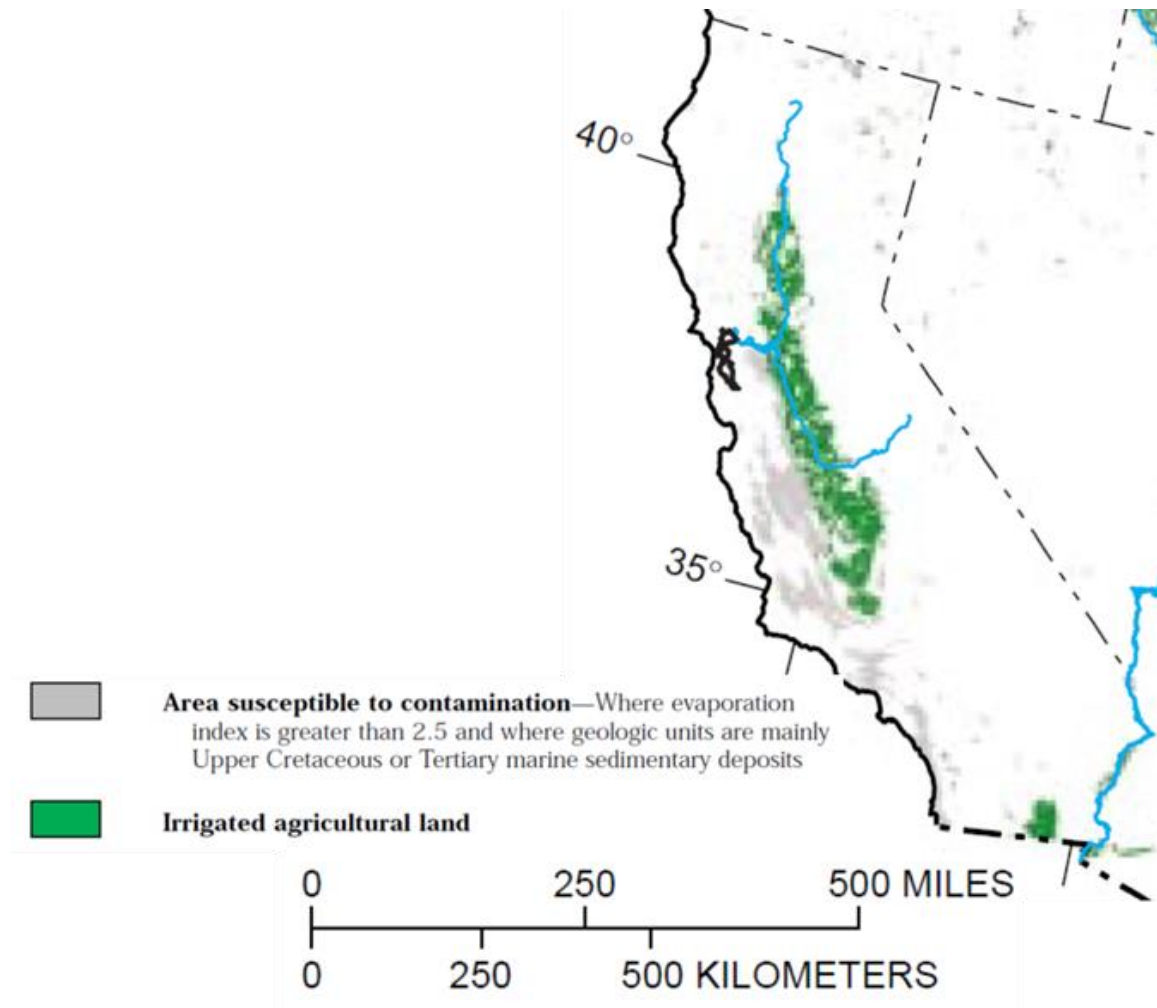 40°
35°
Area susceptible to contamination—Where evaporation
index is greater than 2.5 and where geologic units are mainly
Upper Cretaceous or Tertiary marine sedimentary deposits
Irrigated agricultural land
0 250 500 MILES
0 250 500 KILOMETERS